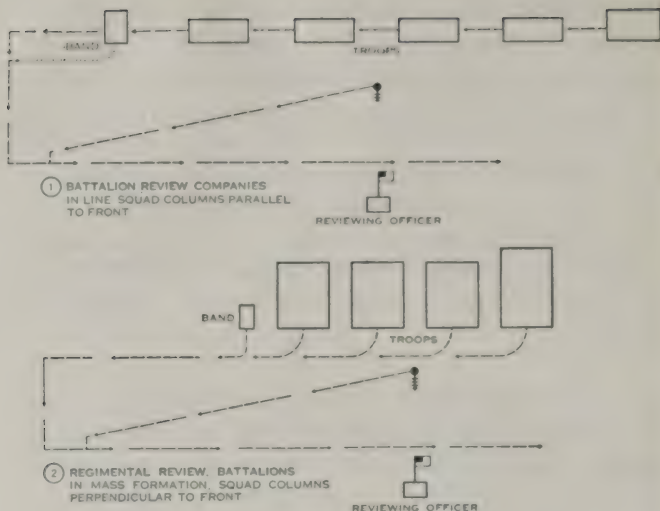 BAND
TROOPS
① BATTALION REVIEW COMPANIES
IN LINE SQUAD COLUMNS PARALLEL
TO FRONT
REVIEWING OFFICER
BAND
TROOPS
② REGIMENTAL REVIEW, BATTALIONS
IN MASS FORMATION, SQUAD COLUMNS
PERPENDICULAR TO FRONT
REVIEWING OFFICER